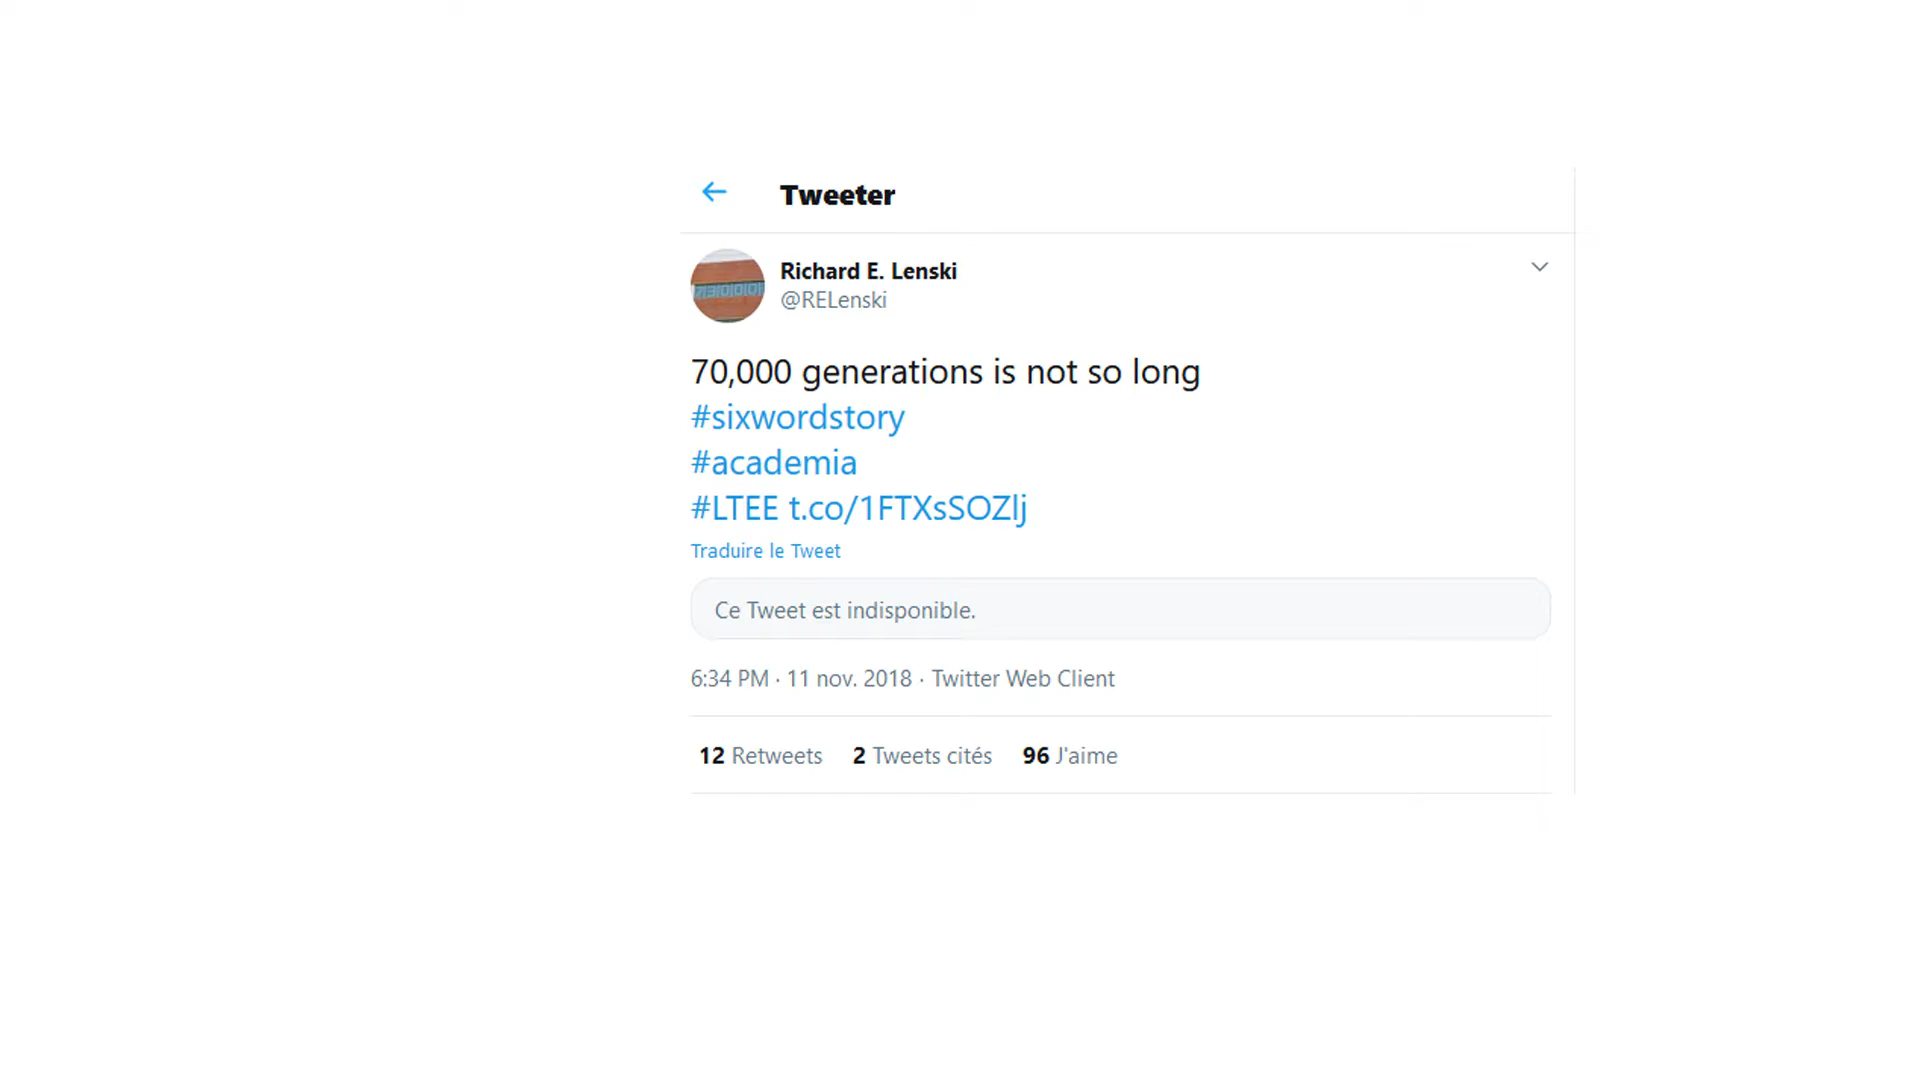 Tweeter
Richard E. Lenski
@RELenski
70,000 generations is not so long
#sixwordstory
#academia
#LTEE t.co/1FTXsSOZlj
Traduire le Tweet
Ce Tweet est indisponible.
6:34 PM · 11 nov. 2018 · Twitter Web Client
12 Retweets 2 Tweets cités 96 J'aime